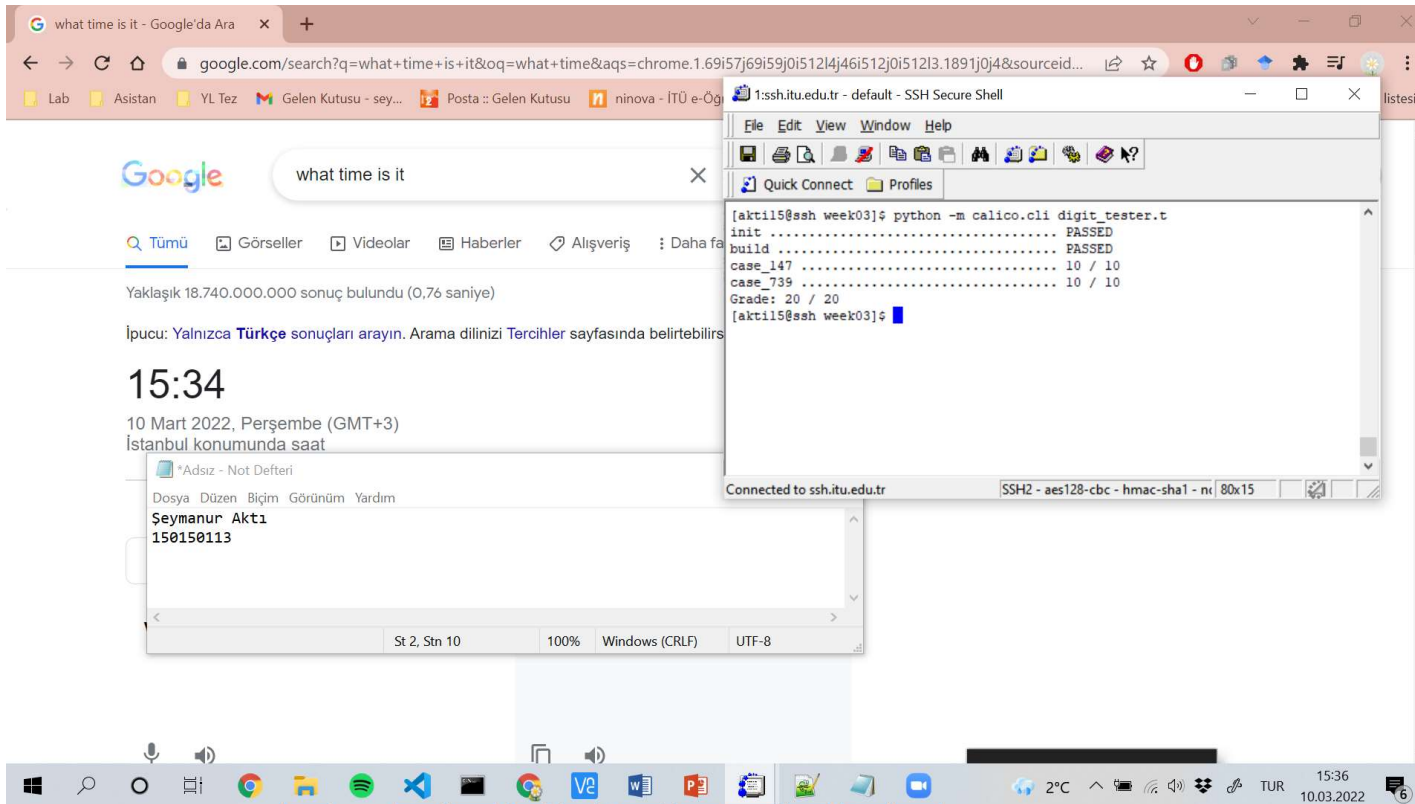 what time is it - Google'da Ara
google.com/search?q=what+time+is+it&oq=what+time&aqs=chrome.1.69i57j69i59j0i512l4j46i512j0i512l3.1891j0j4&sourceid...
Lab
Asistan
YL Tez
Gelen Kutusu - sey...
Posta :: Gelen Kutusu
ninova - İTÜ e-Öğ
listesi
Google
what time is it
Tümü
Görseller
Videolar
Haberler
Alışveriş
Daha fa
Yaklaşık 18.740.000.000 sonuç bulundu (0,76 saniye)
İpucu: Yalnızca Türkçe sonuçları arayın. Arama dilinizi Tercihler sayfasında belirtebilirs
15:34
10 Mart 2022, Perşembe (GMT+3)
İstanbul konumunda saat
1:ssh.itu.edu.tr - default - SSH Secure Shell
File Edit View Window Help
Quick Connect Profiles
[akti15@ssh week03]$ python -m calico.cli digit_tester.t
init ..................................... PASSED
build .................................... PASSED
case_147 ................................. 10 / 10
case_739 ................................. 10 / 10
Grade: 20 / 20
[akti15@ssh week03]$
Connected to ssh.itu.edu.tr
SSH2 - aes128-cbc - hmac-sha1 - nc
80x15
*Adsız - Not Defteri
Dosya Düzen Biçim Görünüm Yardım
Şeymanur Aktı
150150113
St 2, Stn 10
100%
Windows (CRLF)
UTF-8
2°C
TUR
15:36
10.03.2022
6